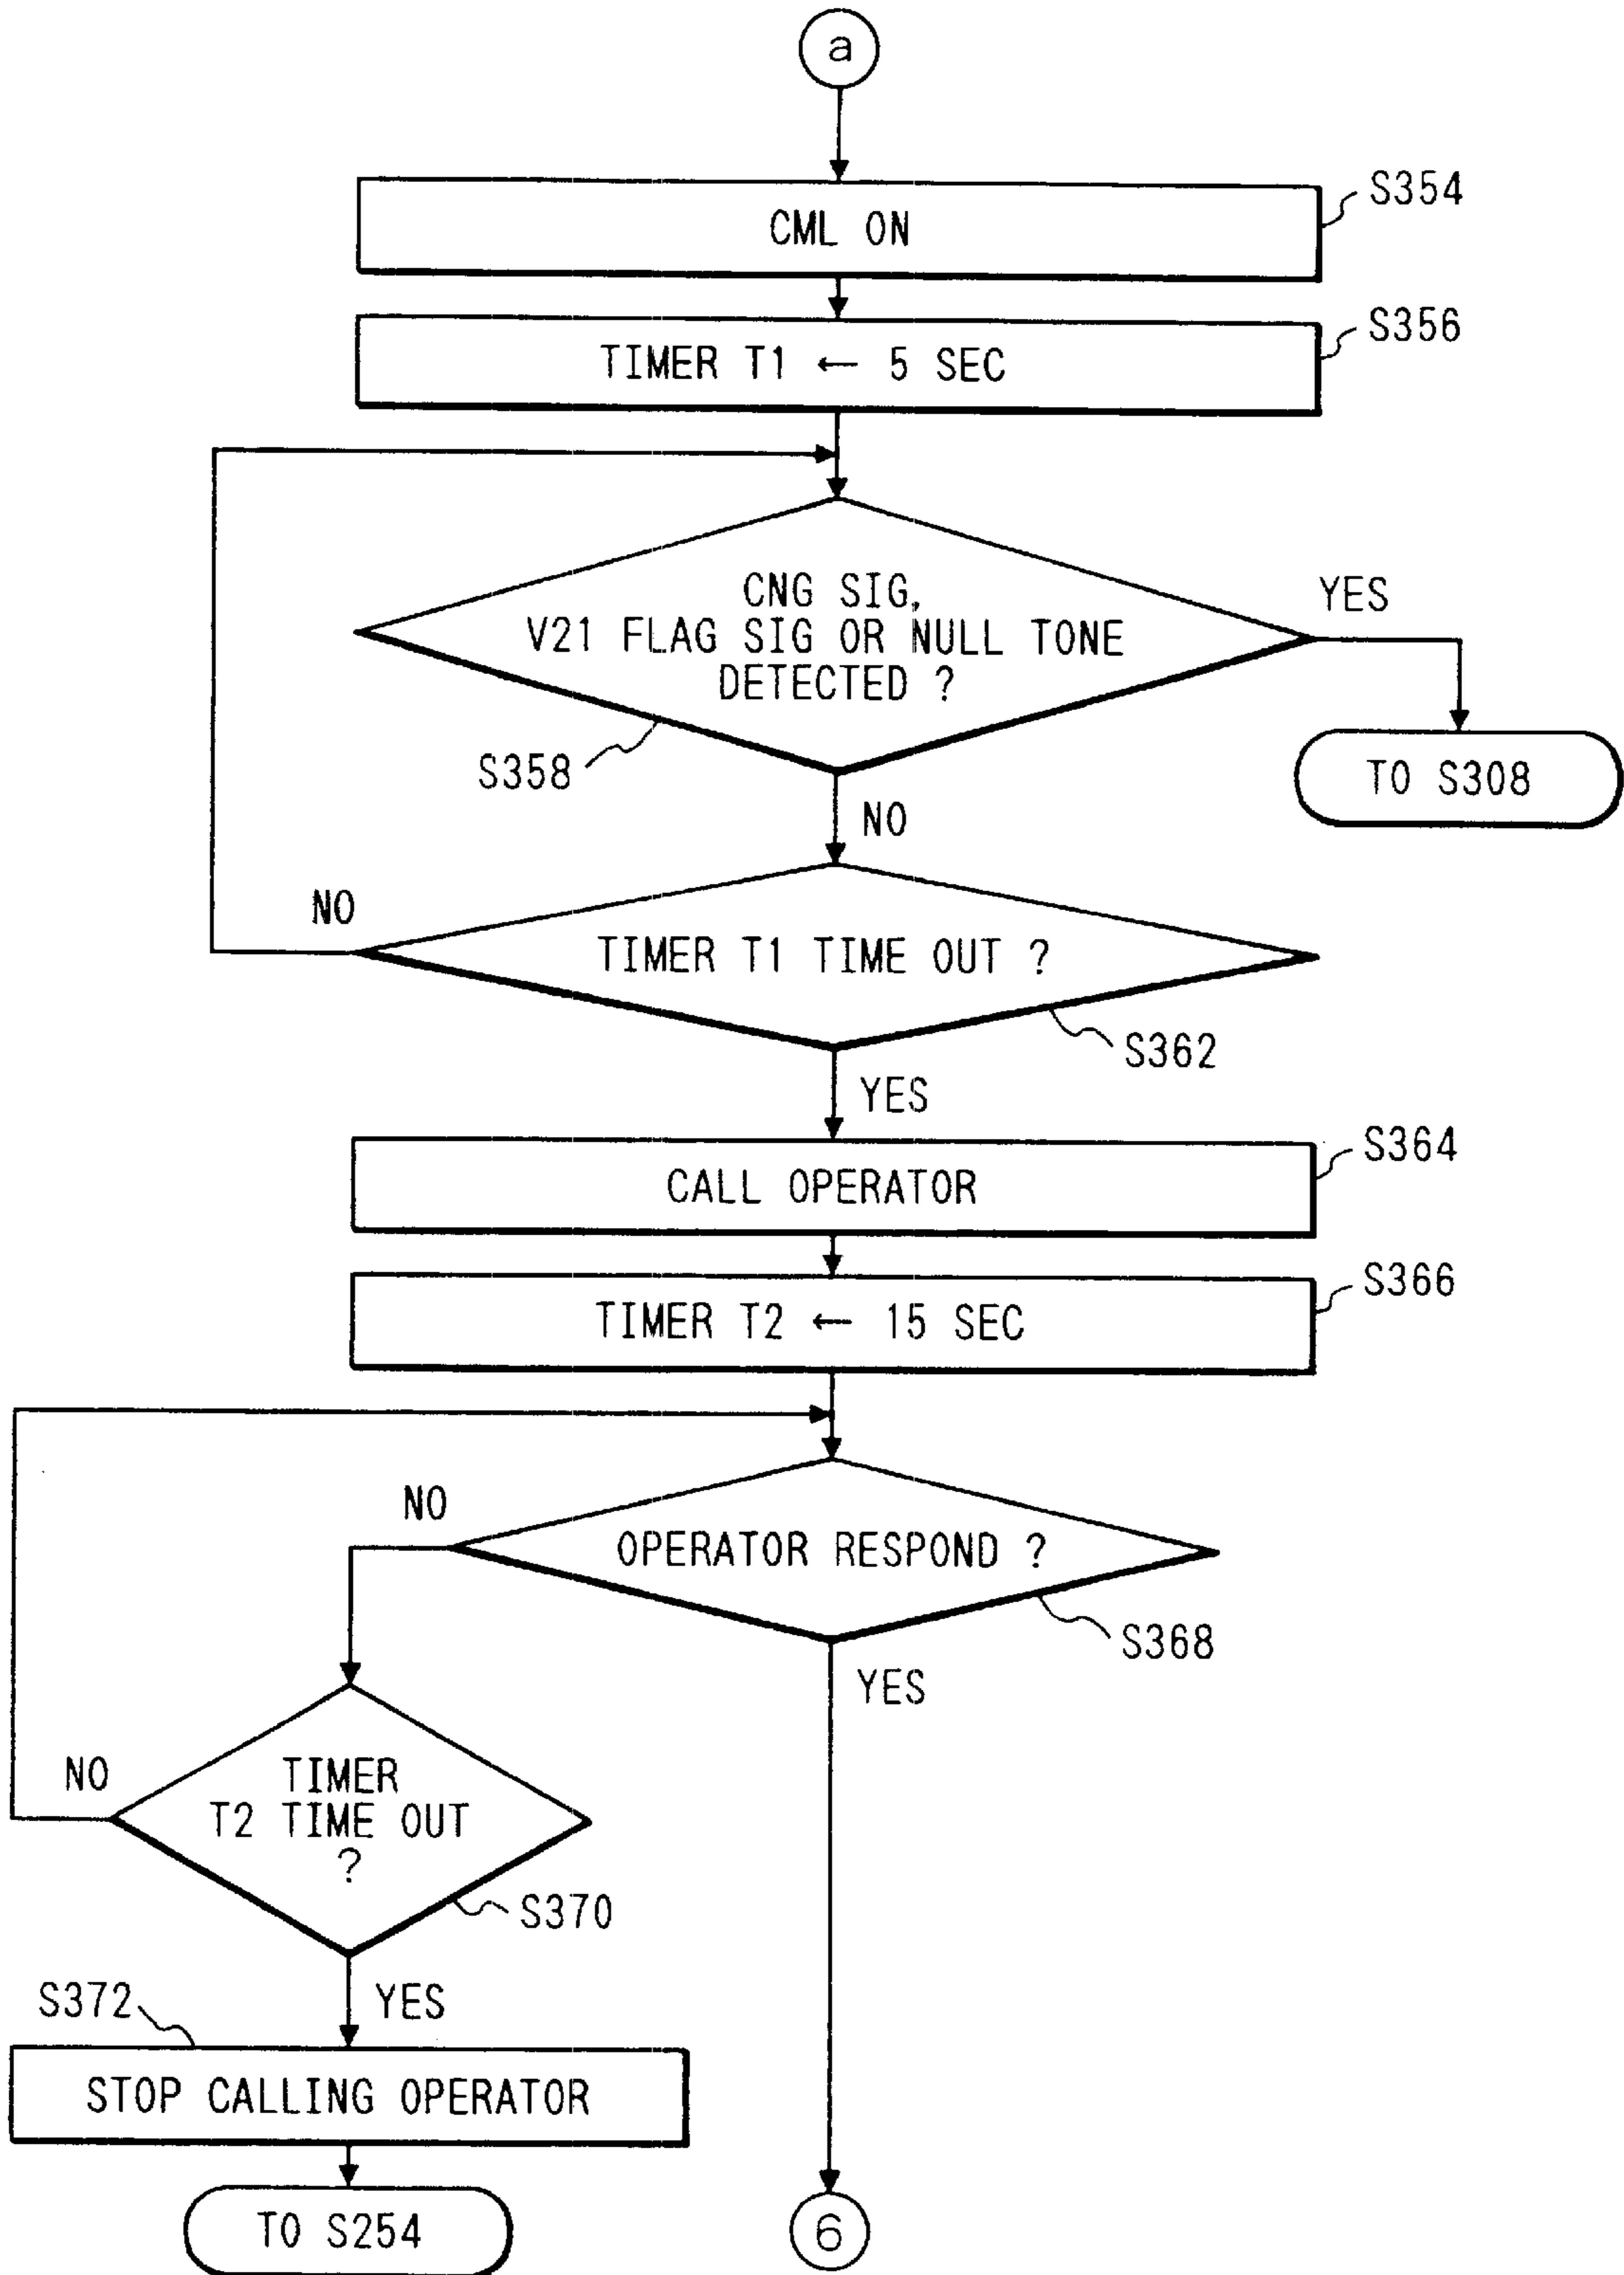 a
CML ON
S354
TIMER T1 ← 5 SEC
S356
CNG SIG,
V21 FLAG SIG OR NULL TONE
DETECTED ?
YES
S358
TO S308
NO
NO
TIMER T1 TIME OUT ?
S362
YES
CALL OPERATOR
S364
TIMER T2 ← 15 SEC
S366
NO
OPERATOR RESPOND ?
S368
YES
NO
TIMER
T2 TIME OUT
?
S370
S372
YES
STOP CALLING OPERATOR
TO S254
6